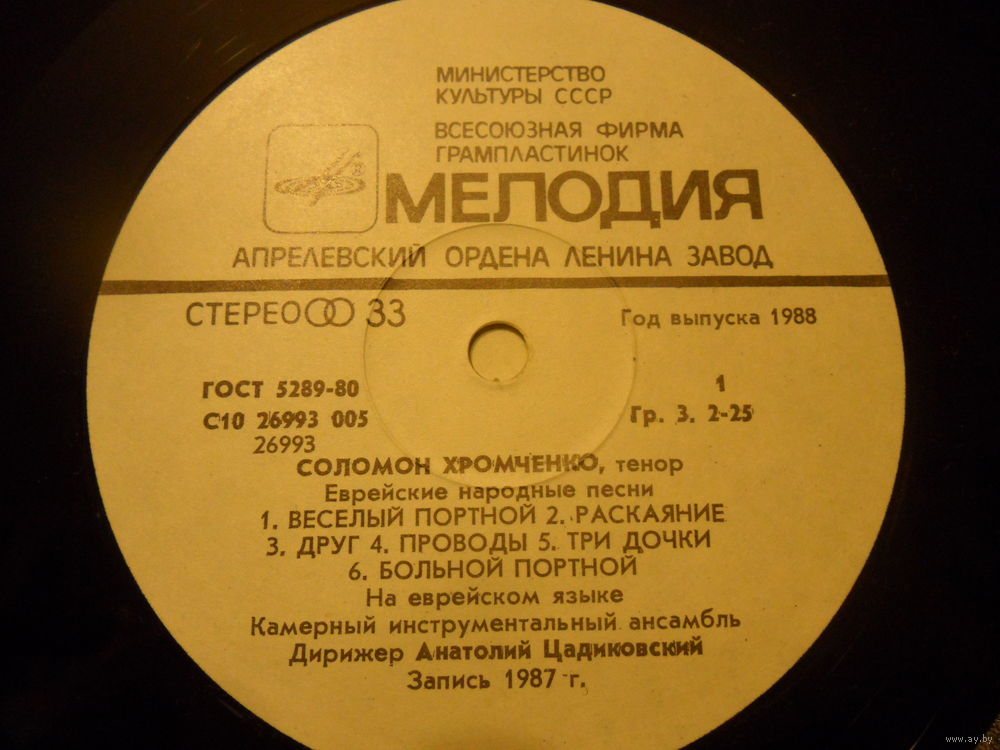 МИНИСТЕРСТВО
КУЛЬТУРЫ СССР
ВСЕСОЮЗНАЯ ФИРМА
ГРАМПЛАСТИНОК
МЕЛОДИЯ
АПРЕЛЕВСКИЙ ОРДЕНА ЛЕНИНА ЗАВОД
СТЕРЕО 33
Год выпуска 1988
ГОСТ 5289-80
1
С10 26993 005
Гр. 3. 2-25
26993
СОЛОМОН ХРОМЧЕНКО, тенор
Еврейские народные песни
1. ВЕСЕЛЫЙ ПОРТНОЙ 2. РАСКАЯНИЕ
3. ДРУГ 4. ПРОВОДЫ 5. ТРИ ДОЧКИ
6. БОЛЬНОЙ ПОРТНОЙ
На еврейском языке
Камерный инструментальный ансамбль
Дирижер Анатолий Цадиковский
Запись 1987 г.
www.ay.by